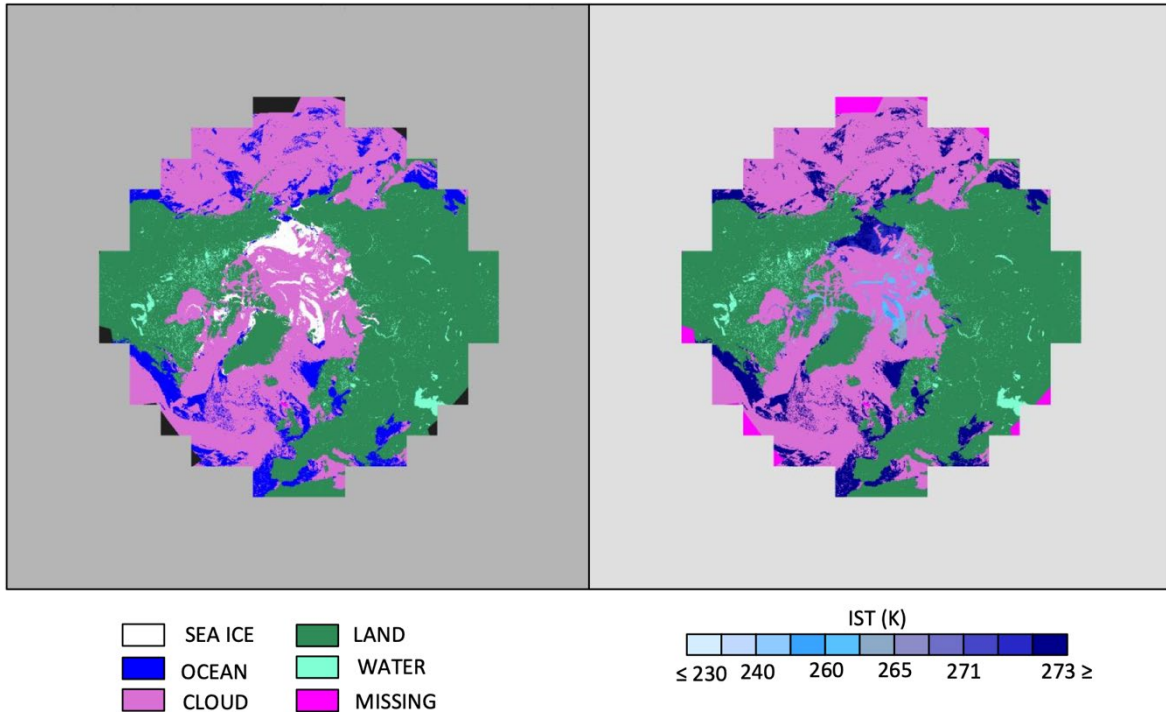 SEA ICE
LAND
OCEAN
WATER
CLOUD
MISSING
IST (K)
≤ 230 240 260 265 271 273 ≥